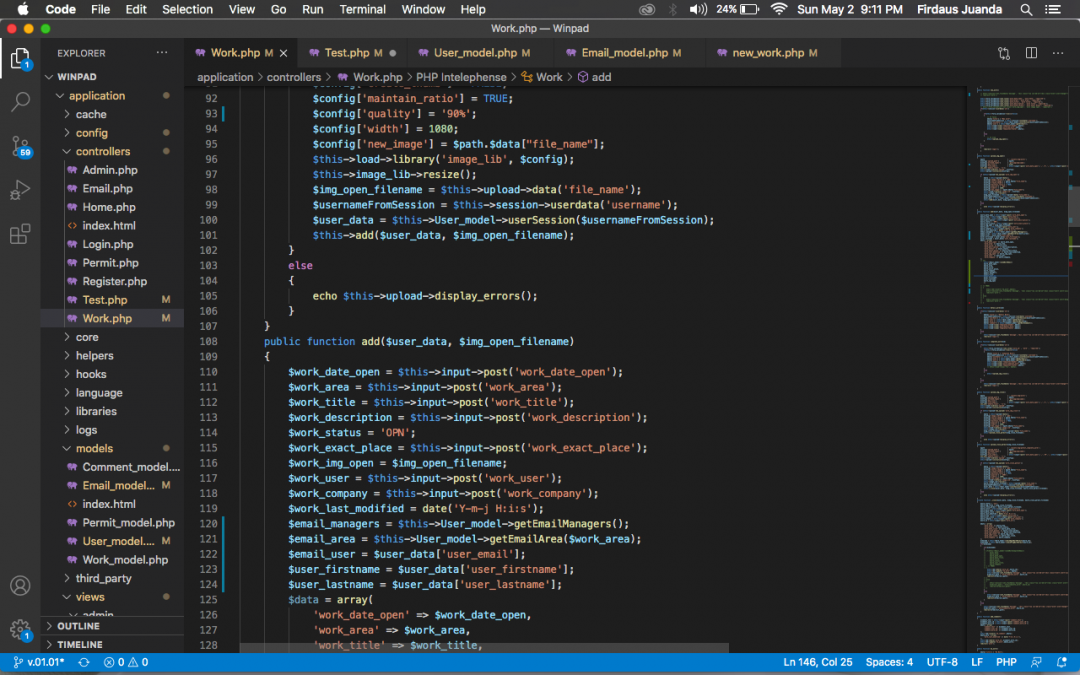 Code File Edit Selection View Go Run Terminal Window Help 24% Sun May 2 9:11 PM Firdaus Juanda
Work.php — Winpad
EXPLORER
WINPAD
application
cache
config
controllers
Admin.php
Email.php
Home.php
index.html
Login.php
Permit.php
Register.php
Test.php M
Work.php M
core
helpers
hooks
language
libraries
logs
models
Comment_model....
Email_model... M
index.html
Permit_model.php
User_model.... M
Work_model.php
third_party
views
OUTLINE
TIMELINE
1
59
1
Work.php M Test.php M User_model.php M Email_model.php M new_work.php M
application > controllers > Work.php > PHP Intelephense > Work > add
92 $config['maintain_ratio'] = TRUE;
93 $config['quality'] = '90%';
94 $config['width'] = 1080;
95 $config['new_image'] = $path.$data["file_name"];
96 $this->load->library('image_lib', $config);
97 $this->image_lib->resize();
98 $img_open_filename = $this->upload->data('file_name');
99 $usernameFromSession = $this->session->userdata('username');
100 $user_data = $this->User_model->userSession($usernameFromSession);
101 $this->add($user_data, $img_open_filename);
102 }
103 else
104 {
105 echo $this->upload->display_errors();
106 }
107 }
108 public function add($user_data, $img_open_filename)
109 {
110 $work_date_open = $this->input->post('work_date_open');
111 $work_area = $this->input->post('work_area');
112 $work_title = $this->input->post('work_title');
113 $work_description = $this->input->post('work_description');
114 $work_status = 'OPN';
115 $work_exact_place = $this->input->post('work_exact_place');
116 $work_img_open = $img_open_filename;
117 $work_user = $this->input->post('work_user');
118 $work_company = $this->input->post('work_company');
119 $work_last_modified = date('Y-m-j H:i:s');
120 $email_managers = $this->User_model->getEmailManagers();
121 $email_area = $this->User_model->getEmailArea($work_area);
122 $email_user = $user_data['user_email'];
123 $user_firstname = $user_data['user_firstname'];
124 $user_lastname = $user_data['user_lastname'];
125 $data = array(
126 'work_date_open' => $work_date_open,
127 'work_area' => $work_area,
128 'work_title' => $work_title,
v.01.01* 0 0 Ln 146, Col 25 Spaces: 4 UTF-8 LF PHP